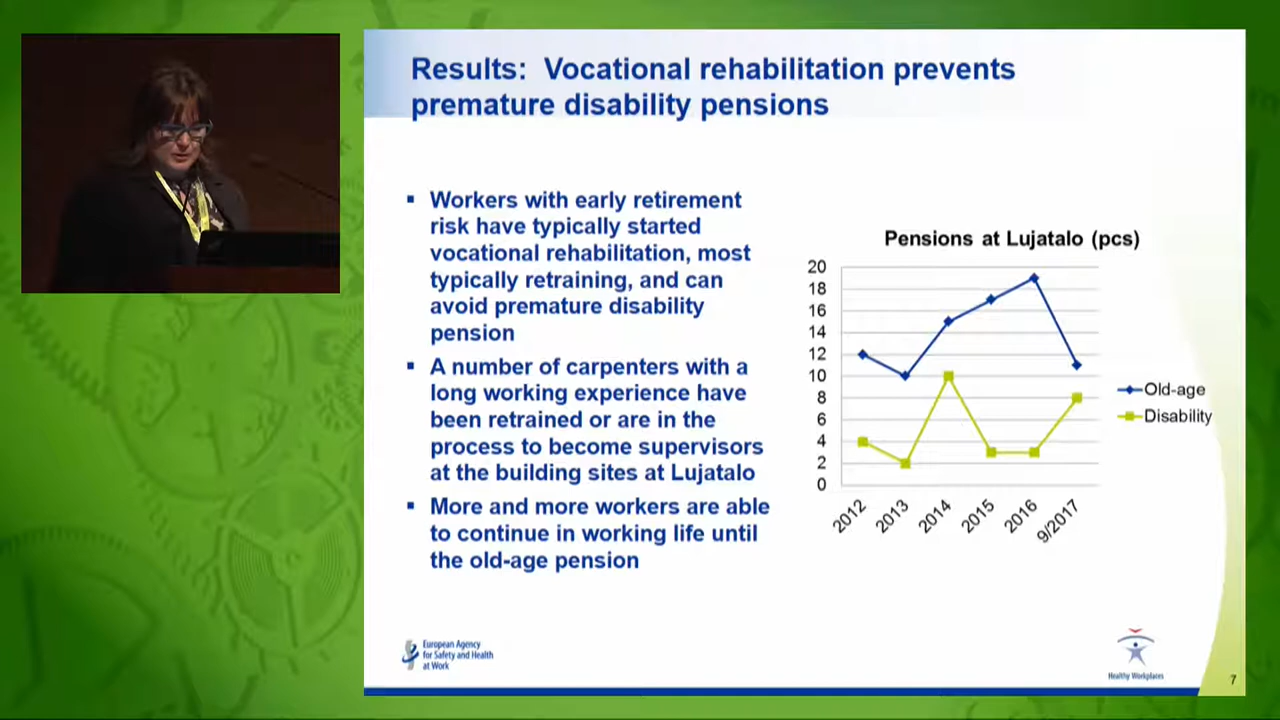 Results: Vocational rehabilitation prevents
premature disability pensions
▪ Workers with early retirement
risk have typically started
vocational rehabilitation, most
typically retraining, and can
avoid premature disability
pension
▪ A number of carpenters with a
long working experience have
been retrained or are in the
process to become supervisors
at the building sites at Lujatalo
▪ More and more workers are able
to continue in working life until
the old-age pension
Pensions at Lujatalo (pcs)
20
18
16
14
12
10
8
6
4
2
0
2012
2013
2014
2015
2016
9/2017
Old-age
Disability
European Agency
for Safety and Health
at Work
Healthy Workplaces
7